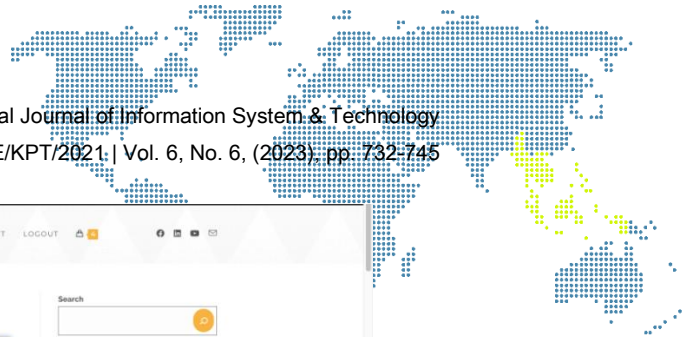 al Journal of Information System & Technology
E/KPT/2021 | Vol. 6, No. 6, (2023), pp. 732-745
T LOGOUT
Search